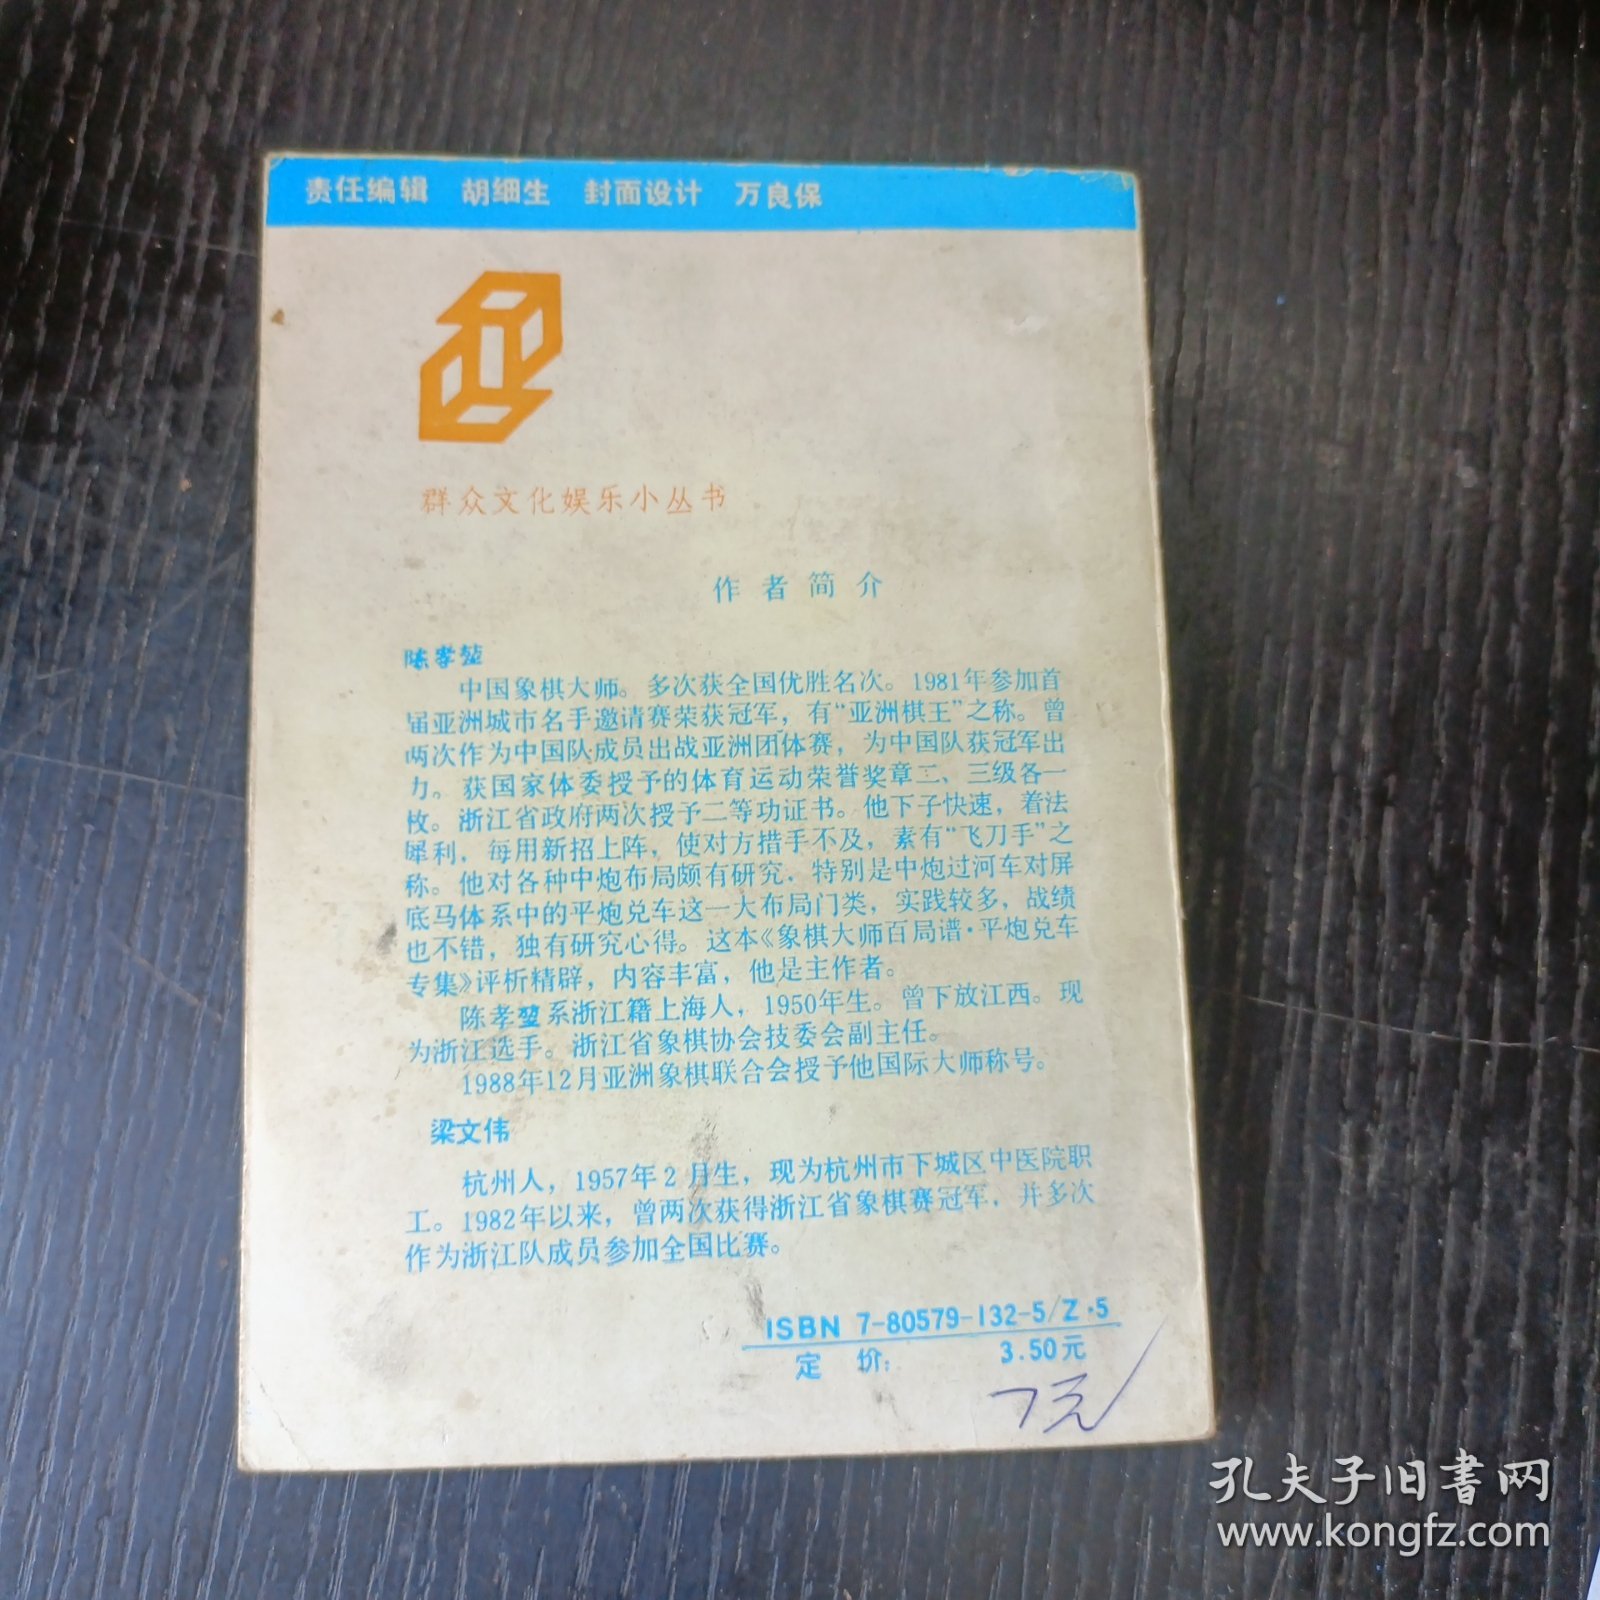 责任编辑 胡细生 封面设计 万良保
群众文化娱乐小丛书
作者简介
陈孝堃
中国象棋大师。多次获全国优胜名次。1981年参加首
届亚洲城市名手邀请赛荣获冠军，有“亚洲棋王”之称。曾
两次作为中国队成员出战亚洲团体赛，为中国队获冠军出
力。获国家体委授予的体育运动荣誉奖章二、三级各一
枚。浙江省政府两次授予二等功证书。他下子快速，着法
犀利，每用新招上阵，使对方措手不及，素有“飞刀手”之
称。他对各种中炮布局颇有研究，特别是中炮过河车对屏
底马体系中的平炮兑车这一大布局门类，实践较多，战绩
也不错，独有研究心得。这本《象棋大师百局谱·平炮兑车
专集》评析精辟，内容丰富，他是主作者。
陈孝堃系浙江籍上海人，1950年生。曾下放江西。现
为浙江选手。浙江省象棋协会技委会副主任。
1988年12月亚洲象棋联合会授予他国际大师称号。
梁文伟
杭州人，1957年2月生，现为杭州市下城区中医院职
工。1982年以来，曾两次获得浙江省象棋赛冠军，并多次
作为浙江队成员参加全国比赛。
ISBN 7-80579-132-5/Z·5
定 价： 3.50元
7元
孔夫子旧书网
www.kongfz.com